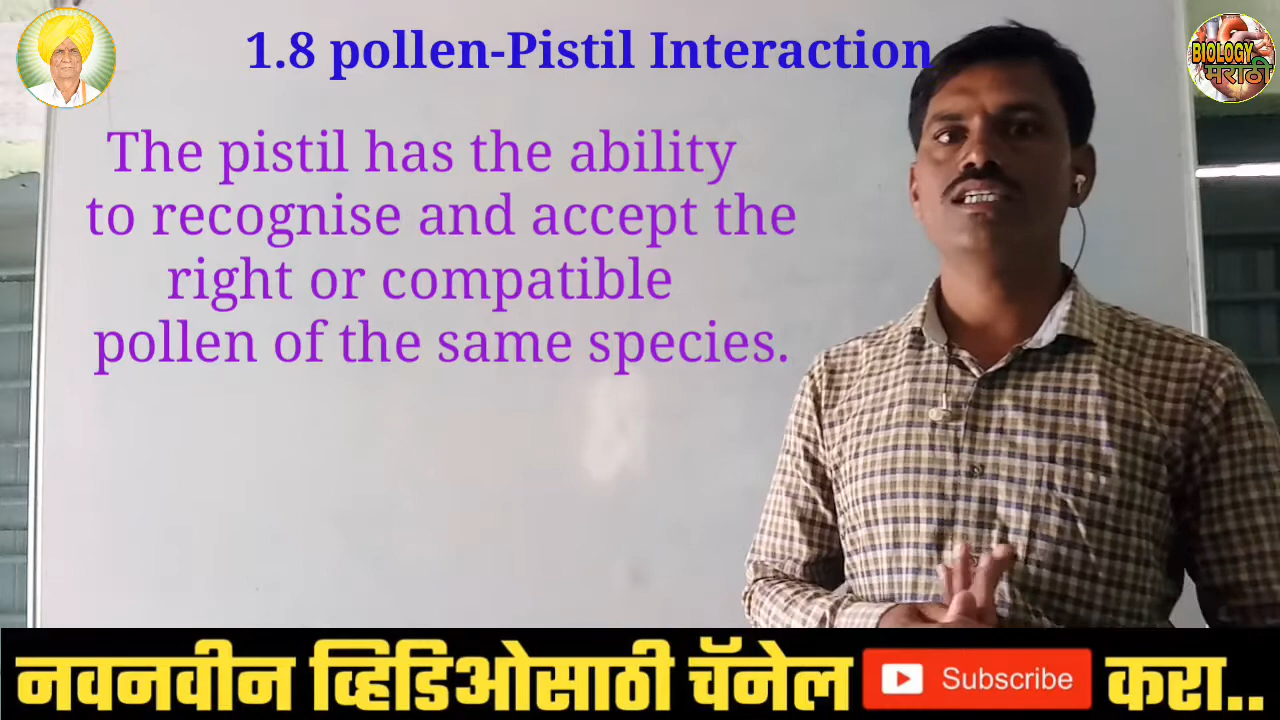 1.8 pollen-Pistil Interaction
BIOLOGY
मराठी
The pistil has the ability
to recognise and accept the
right or compatible
pollen of the same species.
नवनवीन व्हिडिओसाठी चॅनेल Subscribe करा..